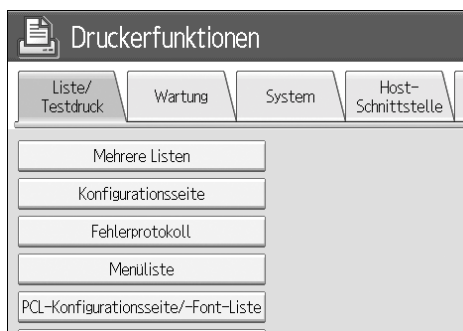 Druckerfunktionen
Liste/
Testdruck
Wartung
System
Host-
Schnittstelle
Mehrere Listen
Konfigurationsseite
Fehlerprotokoll
Menüliste
PCL-Konfigurationsseite/-Font-Liste